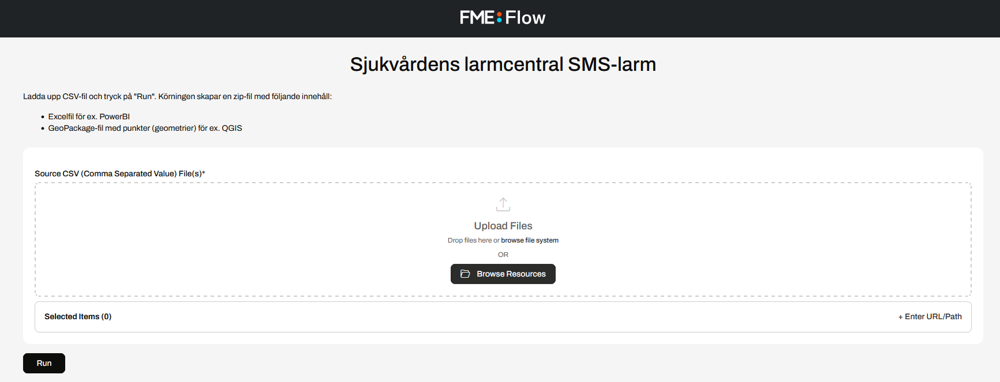 FME:Flow
Sjukvårdens larmcentral SMS-larm
Ladda upp CSV-fil och tryck på "Run". Körningen skapar en zip-fil med följande innehåll:
• Excelfil för ex. PowerBI
• GeoPackage-fil med punkter (geometrier) för ex. QGIS
Source CSV (Comma Separated Value) File(s)*
Upload Files
Drop files here or browse file system
OR
Browse Resources
Selected Items (0) + Enter URL/Path
Run